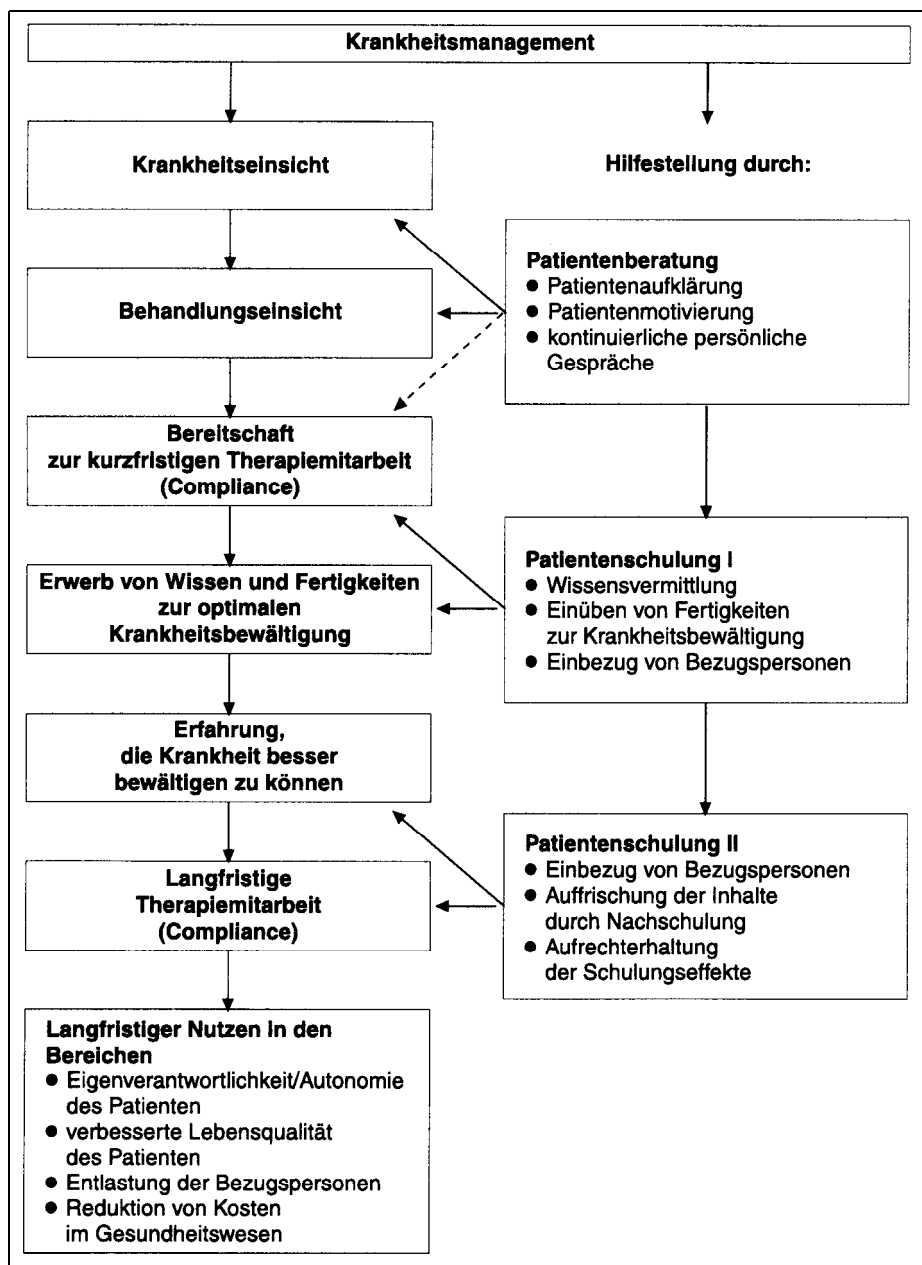 Krankheitsmanagement
Krankheitseinsicht
Behandlungseinsicht
Bereitschaft
zur kurzfristigen Therapiemitarbeit
(Compliance)
Erwerb von Wissen und Fertigkeiten
zur optimalen
Krankheitsbewältigung
Erfahrung,
die Krankheit besser
bewältigen zu können
Langfristige
Therapiemitarbeit
(Compliance)
Langfristiger Nutzen in den
Bereichen
● Eigenverantwortlichkeit/Autonomie
des Patienten
● verbesserte Lebensqualität
des Patienten
● Entlastung der Bezugspersonen
● Reduktion von Kosten
im Gesundheitswesen
Hilfestellung durch:
Patientenberatung
● Patientenaufklärung
● Patientenmotivierung
● kontinuierliche persönliche
Gespräche
Patientenschulung I
● Wissensvermittlung
● Einüben von Fertigkeiten
zur Krankheitsbewältigung
● Einbezug von Bezugspersonen
Patientenschulung II
● Einbezug von Bezugspersonen
● Auffrischung der Inhalte
durch Nachschulung
● Aufrechterhaltung
der Schulungseffekte